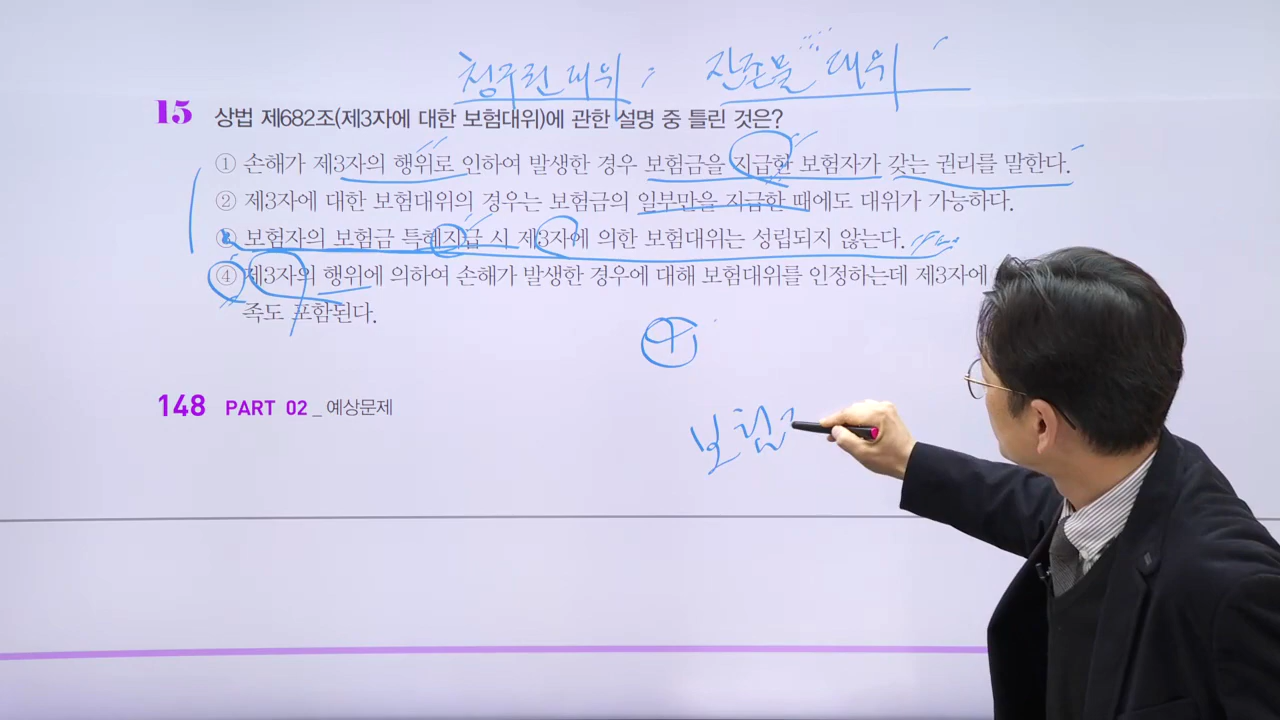 청구권대위 : 잔존물 대위
15 상법 제682조(제3자에 대한 보험대위)에 관한 설명 중 틀린 것은?
① 손해가 제3자의 행위로 인하여 발생한 경우 보험금을 지급한 보험자가 갖는 권리를 말한다.
② 제3자에 대한 보험대위의 경우는 보험금의 일부만을 지급한 때에도 대위가 가능하다.
보험자의 보험금 특혜지급 시 제3자에 의한 보험대위는 성립되지 않는다.
④ 제3자의 행위에 의하여 손해가 발생한 경우에 대해 보험대위를 인정하는데 제3자에
족도 포함된다.
보험
148 PART 02 _ 예상문제